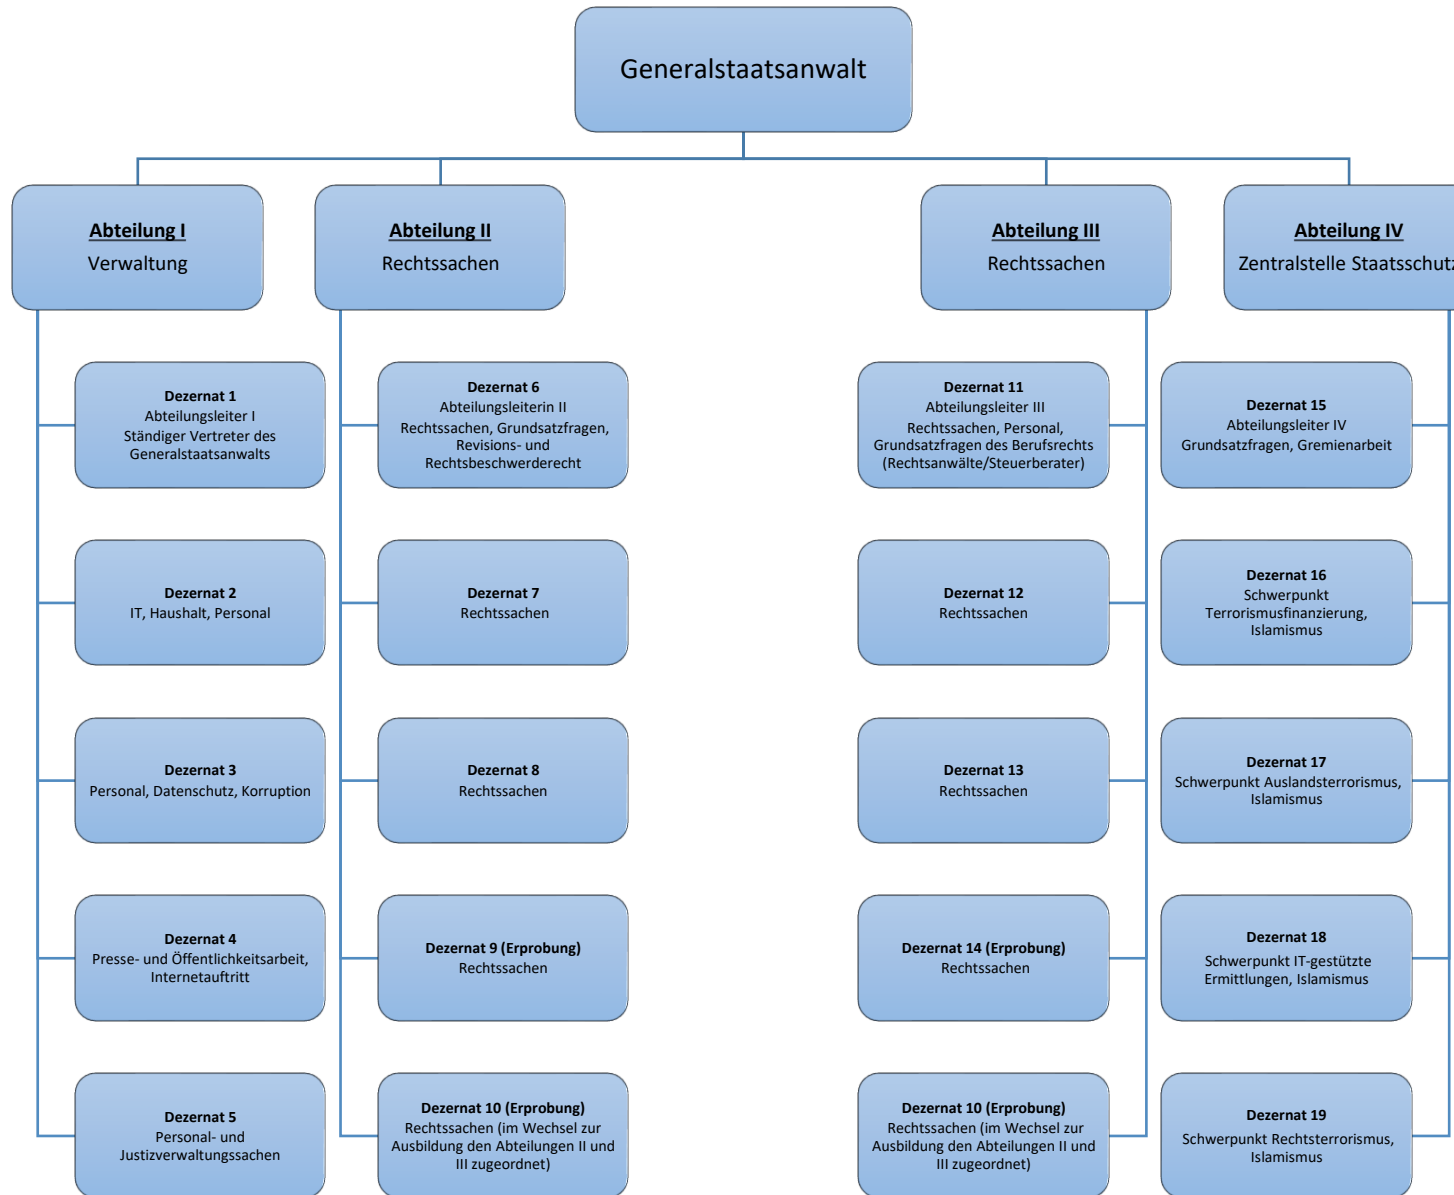 Generalstaatsanwalt
Abteilung I
Verwaltung
Abteilung II
Rechtssachen
Abteilung III
Rechtssachen
Abteilung IV
Zentralstelle Staatsschutz
Dezernat 1
Abteilungsleiter I
Ständiger Vertreter des
Generalstaatsanwalts
Dezernat 2
IT, Haushalt, Personal
Dezernat 3
Personal, Datenschutz, Korruption
Dezernat 4
Presse- und Öffentlichkeitsarbeit,
Internetauftritt
Dezernat 5
Personal- und
Justizverwaltungssachen
Dezernat 6
Abteilungsleiterin II
Rechtssachen, Grundsatzfragen,
Revisions- und
Rechtsbeschwerderecht
Dezernat 7
Rechtssachen
Dezernat 8
Rechtssachen
Dezernat 9 (Erprobung)
Rechtssachen
Dezernat 10 (Erprobung)
Rechtssachen (im Wechsel zur
Ausbildung den Abteilungen II und
III zugeordnet)
Dezernat 11
Abteilungsleiter III
Rechtssachen, Personal,
Grundsatzfragen des Berufsrechts
(Rechtsanwälte/Steuerberater)
Dezernat 12
Rechtssachen
Dezernat 13
Rechtssachen
Dezernat 14 (Erprobung)
Rechtssachen
Dezernat 10 (Erprobung)
Rechtssachen (im Wechsel zur
Ausbildung den Abteilungen II und
III zugeordnet)
Dezernat 15
Abteilungsleiter IV
Grundsatzfragen, Gremienarbeit
Dezernat 16
Schwerpunkt
Terrorismusfinanzierung,
Islamismus
Dezernat 17
Schwerpunkt Auslandsterrorismus,
Islamismus
Dezernat 18
Schwerpunkt IT-gestützte
Ermittlungen, Islamismus
Dezernat 19
Schwerpunkt Rechtsterrorismus,
Islamismus